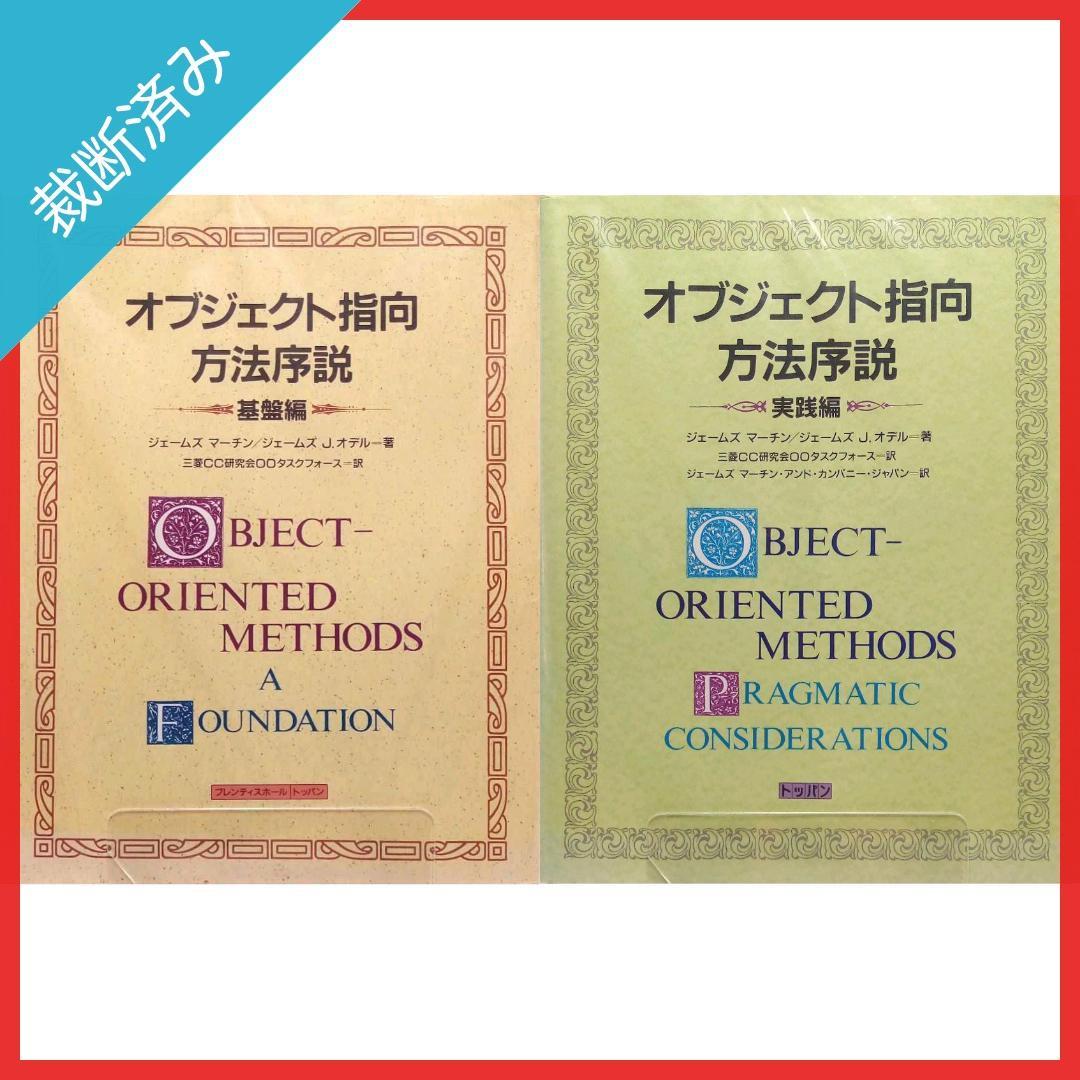 裁断済み
オブジェクト指向
方法序説
基盤編
ジェームズ マーチン/ジェームズ J.オデル=著
三菱CC研究会OOタスクフォース=訳
OBJECT-
ORIENTED
METHODS
A
FOUNDATION
プレンティスホール トッパン
オブジェクト指向
方法序説
実践編
ジェームズ マーチン/ジェームズ J.オデル=著
三菱CC研究会OOタスクフォース=訳
ジェームズ マーチン・アンド・カンパニー・ジャパン=訳
OBJECT-
ORIENTED
METHODS
PRAGMATIC
CONSIDERATIONS
トッパン